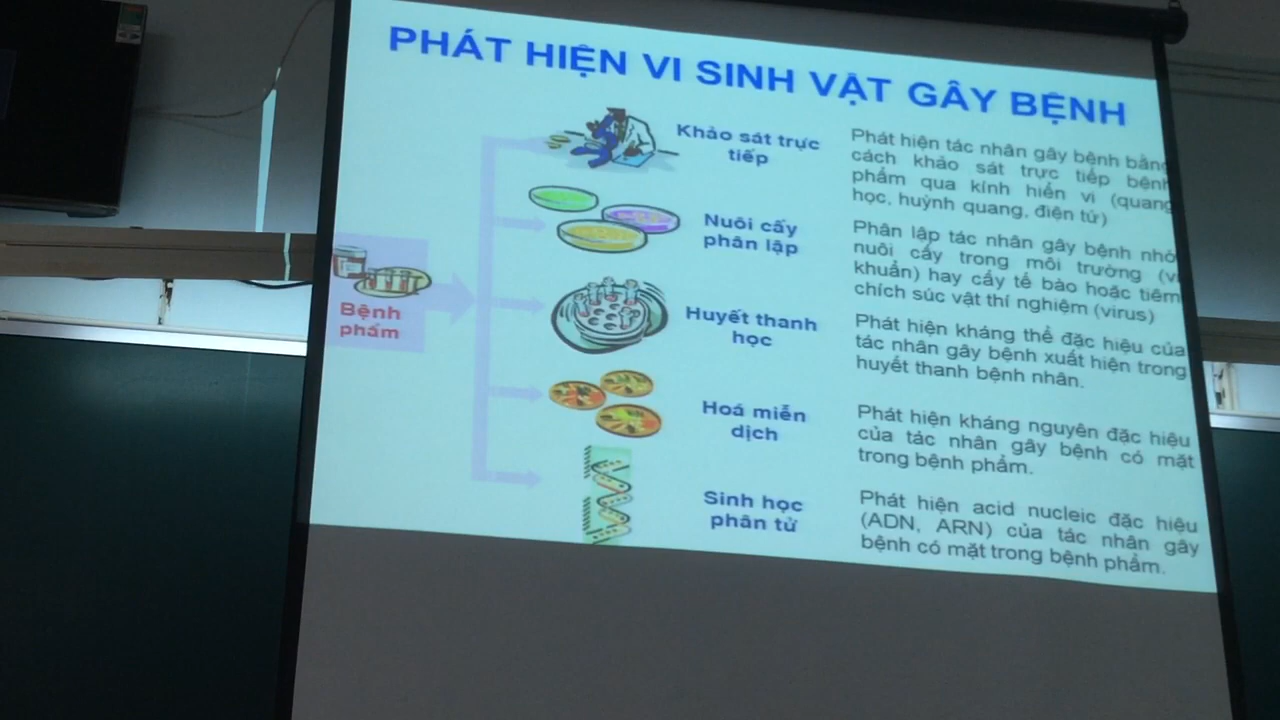 PHÁT HIỆN VI SINH VẬT GÂY BỆNH
Bệnh
phẩm
Khảo sát trực
tiếp
Phát hiện tác nhân gây bệnh bằng
cách khảo sát trực tiếp bệnh
phẩm qua kính hiển vi (quang
học, huỳnh quang, điện tử)
Nuôi cấy
phân lập
Phân lập tác nhân gây bệnh nhờ
nuôi cấy trong môi trường (vi
khuẩn) hay cấy tế bào hoặc tiêm
chích súc vật thí nghiệm (virus)
Huyết thanh
học
Phát hiện kháng thể đặc hiệu của
tác nhân gây bệnh xuất hiện trong
huyết thanh bệnh nhân.
Hoá miễn
dịch
Phát hiện kháng nguyên đặc hiệu
của tác nhân gây bệnh có mặt
trong bệnh phẩm.
Sinh học
phân tử
Phát hiện acid nucleic đặc hiệu
(ADN, ARN) của tác nhân gây
bệnh có mặt trong bệnh phẩm.